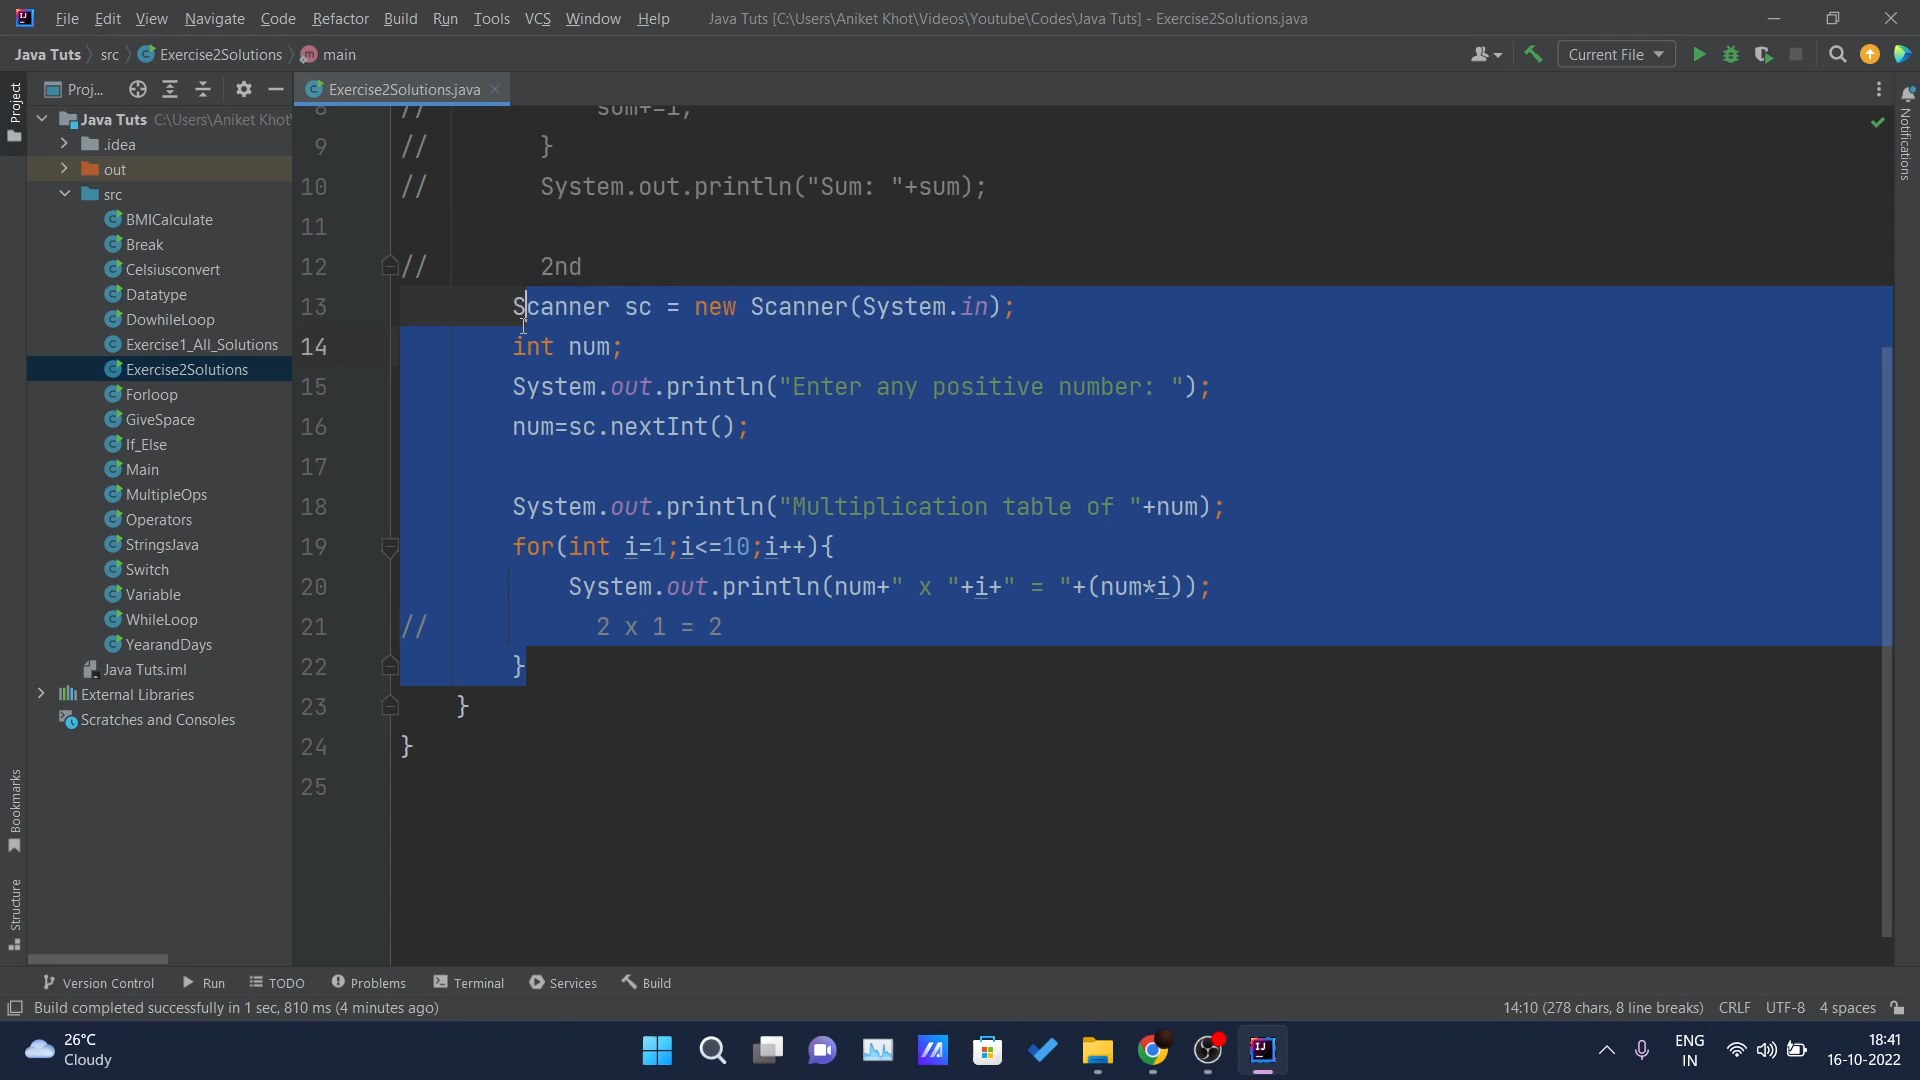 File Edit View Navigate Code Refactor Build Run Tools VCS Window Help Java Tuts [C:\Users\Aniket Khot\Videos\Youtube\Codes\Java Tuts] - Exercise2Solutions.java
Java Tuts src Exercise2Solutions main Current File
Project
Proj...
Exercise2Solutions.java
Notifications
Java Tuts C:\Users\Aniket Khot\
.idea
out
src
BMICalculate
Break
Celsiusconvert
Datatype
DowhileLoop
Exercise1_All_Solutions
Exercise2Solutions
Forloop
GiveSpace
If_Else
Main
MultipleOps
Operators
StringsJava
Switch
Variable
WhileLoop
YearandDays
Java Tuts.iml
External Libraries
Scratches and Consoles
Bookmarks
Structure
8 // sum+=i;
9 // }
10 // System.out.println("Sum: "+sum);
11
12 // 2nd
13 Scanner sc = new Scanner(System.in);
14 int num;
15 System.out.println("Enter any positive number: ");
16 num=sc.nextInt();
17
18 System.out.println("Multiplication table of "+num);
19 for(int i=1;i<=10;i++){
20 System.out.println(num+" x "+i+" = "+(num*i));
21 // 2 x 1 = 2
22 }
23 }
24 }
25
Version Control Run TODO Problems Terminal Services Build
Build completed successfully in 1 sec, 810 ms (4 minutes ago) 14:10 (278 chars, 8 line breaks) CRLF UTF-8 4 spaces
26°C
Cloudy
ENG
IN
18:41
16-10-2022